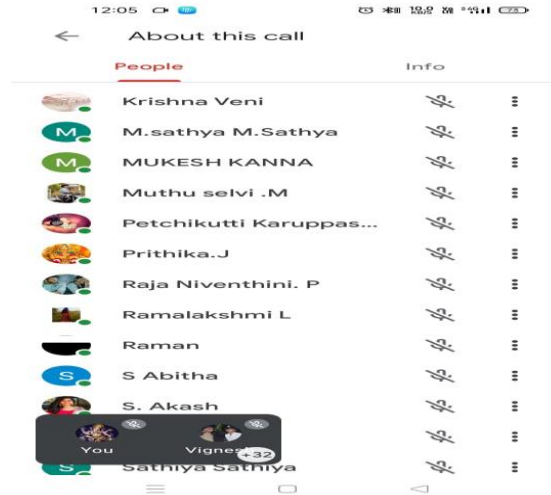 12:05
About this call
People Info
Krishna Veni
M M.sathya M.Sathya
M MUKESH KANNA
Muthu selvi .M
Petchikutti Karuppas...
Prithika.J
Raja Niventhini. P
Ramalakshmi L
Raman
S S Abitha
S. Akash
You Vignes
+32
S Sathiya Sathiya